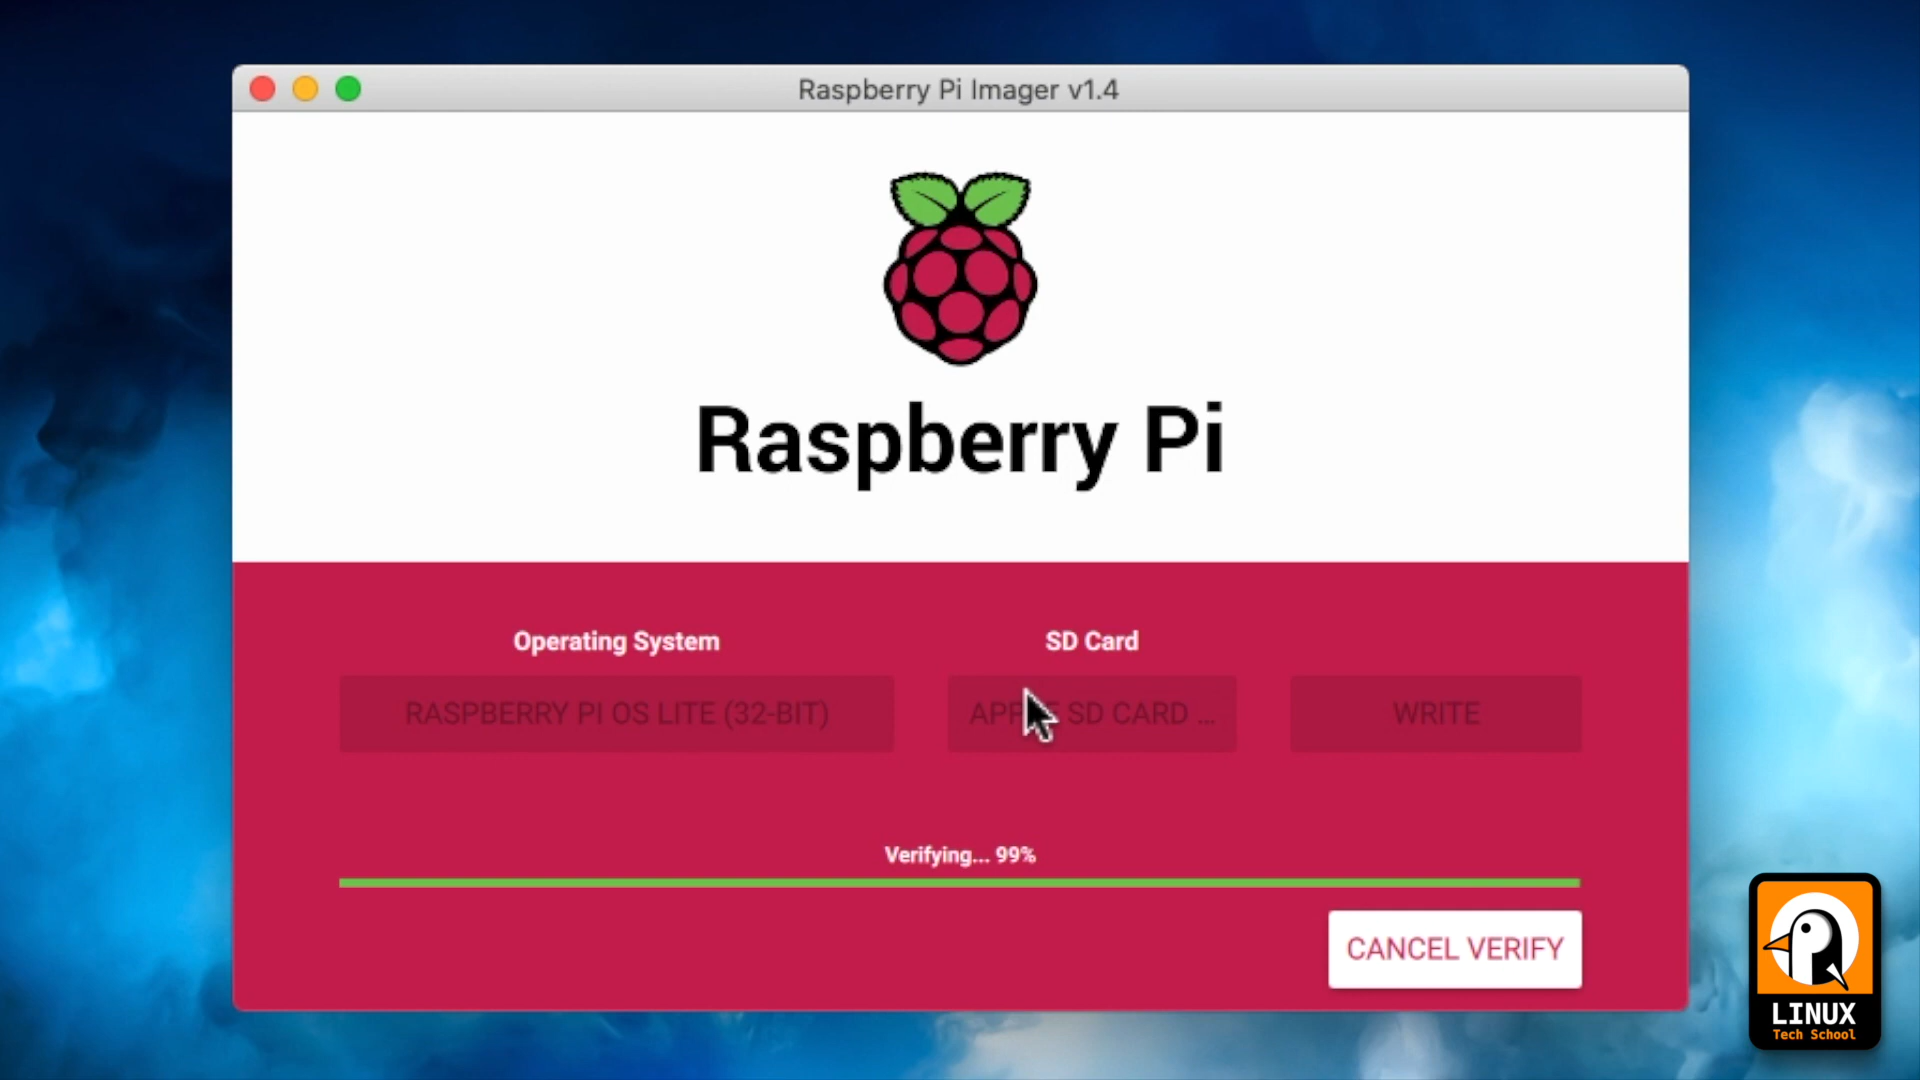 Raspberry Pi Imager v1.4
Raspberry Pi
Operating System
SD Card
RASPBERRY PI OS LITE (32-BIT)
SD CARD ...
WRITE
Verifying... 99%
CANCEL VERIFY
LINUX
Tech School